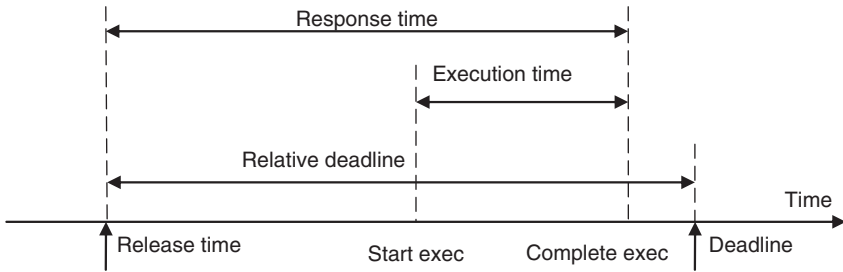 Response time
Execution time
Relative deadline
Time
Release time
Start exec
Complete exec
Deadline